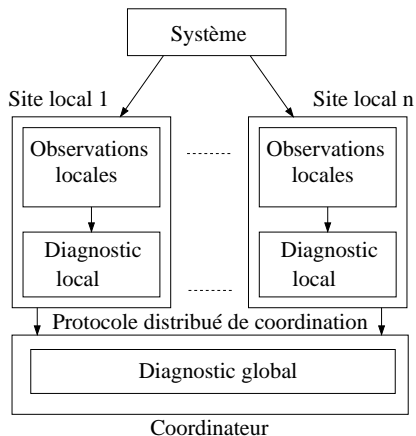 Système
Site local 1
Site local n
Observations
locales
Observations
locales
Diagnostic
local
Diagnostic
local
Protocole distribué de coordination
Diagnostic global
Coordinateur